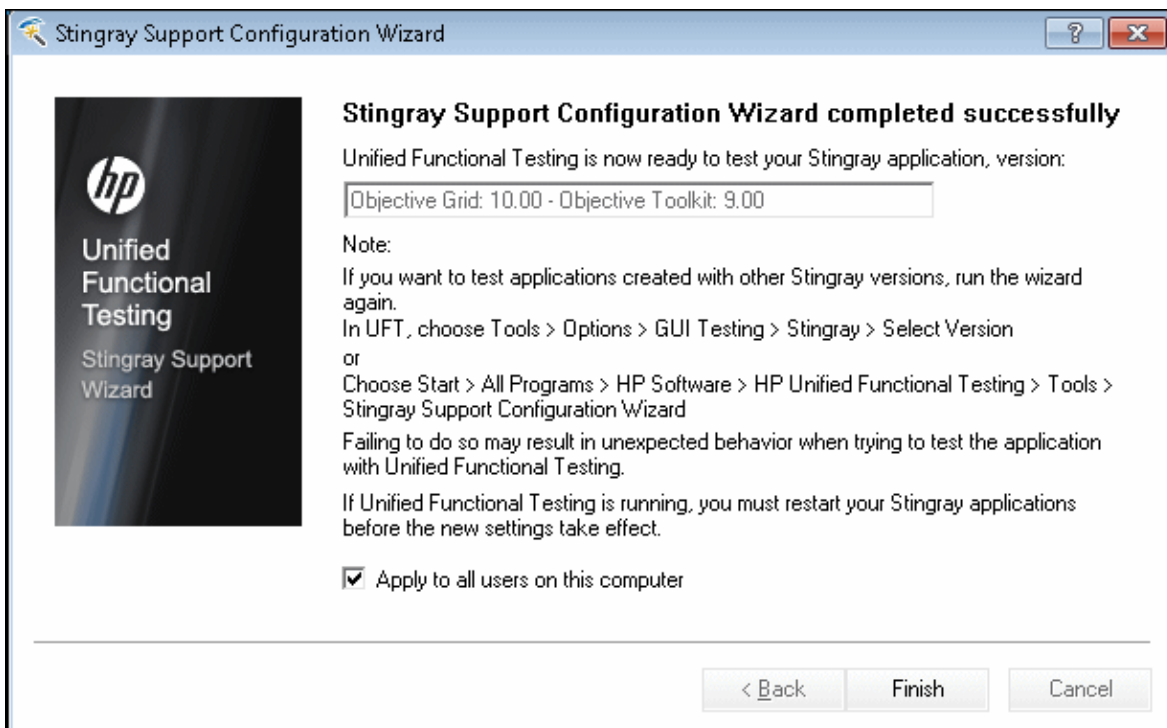 Stingray Support Configuration Wizard
?
hp
Unified
Functional
Testing
Stingray Support
Wizard
Stingray Support Configuration Wizard completed successfully
Unified Functional Testing is now ready to test your Stingray application, version:
Objective Grid: 10.00 - Objective Toolkit: 9.00
Note:
If you want to test applications created with other Stingray versions, run the wizard
again.
In UFT, choose Tools > Options > GUI Testing > Stingray > Select Version
or
Choose Start > All Programs > HP Software > HP Unified Functional Testing > Tools >
Stingray Support Configuration Wizard
Failing to do so may result in unexpected behavior when trying to test the application
with Unified Functional Testing.
If Unified Functional Testing is running, you must restart your Stingray applications
before the new settings take effect.
Apply to all users on this computer
< Back
Finish
Cancel